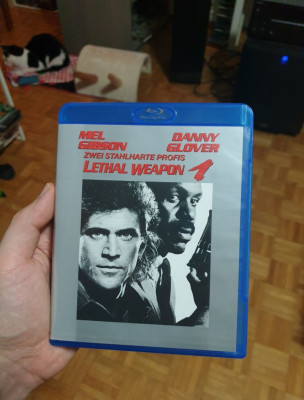 MEL GIBSON
DANNY GLOVER
ZWEI STAHLHARTE PROFIS
LETHAL WEAPON 1